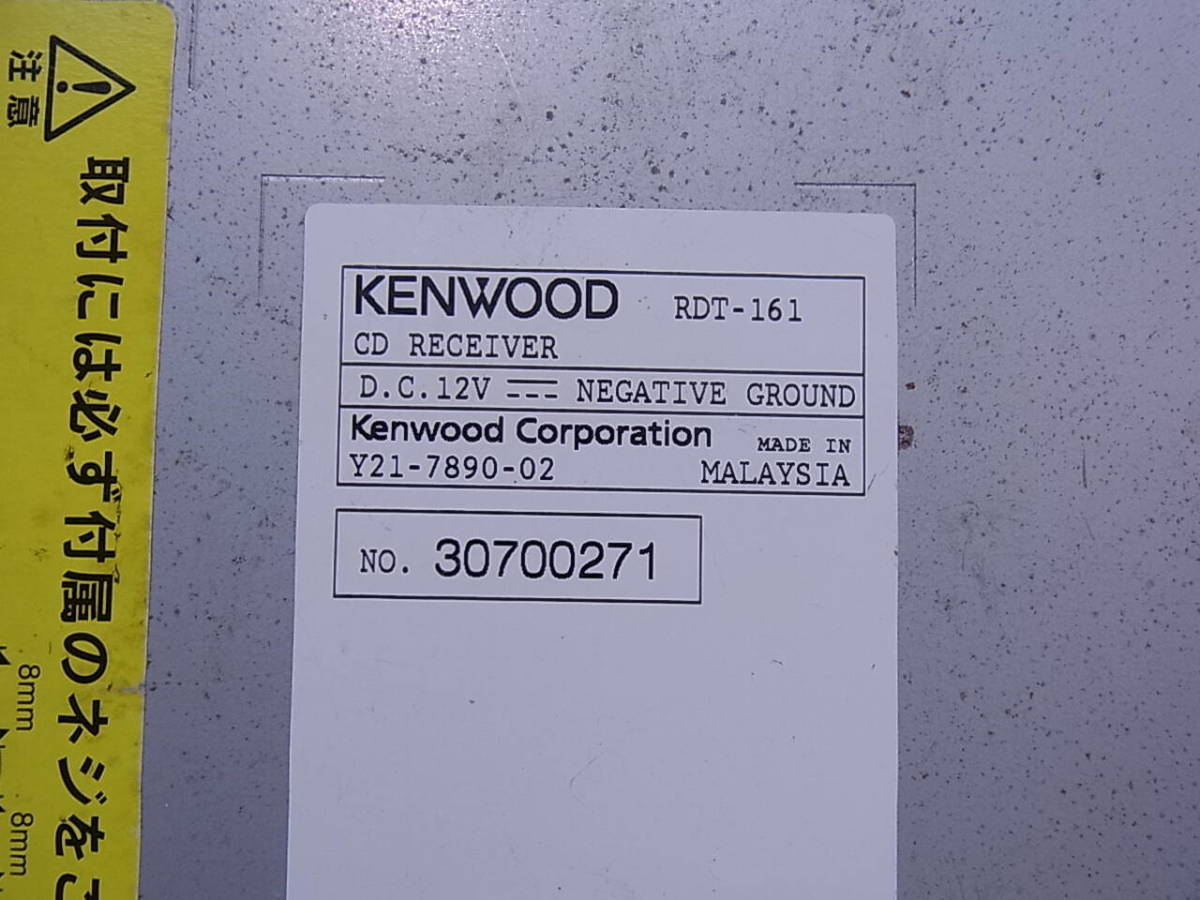 注意
取付には必ず付属のネジをご
8mm
8mm
KENWOOD RDT-161
CD RECEIVER
D.C.12V NEGATIVE GROUND
Kenwood Corporation MADE IN
Y21-7890-02 MALAYSIA
NO. 30700271